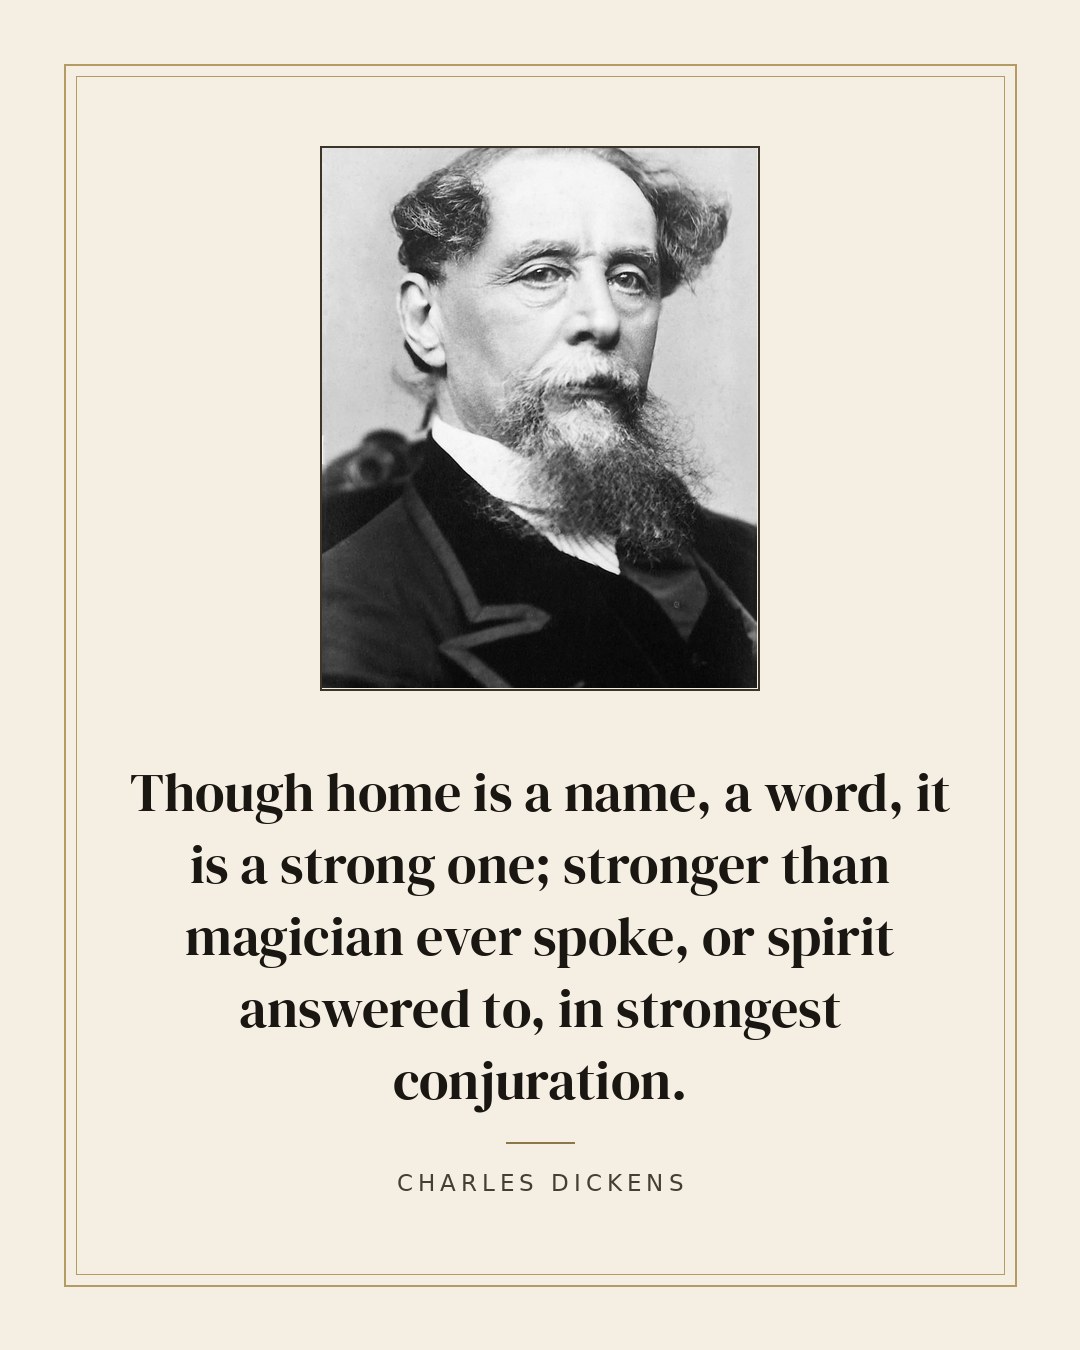 Though home is a name, a word, it
is a strong one; stronger than
magician ever spoke, or spirit
answered to, in strongest
conjuration.
CHARLES DICKENS